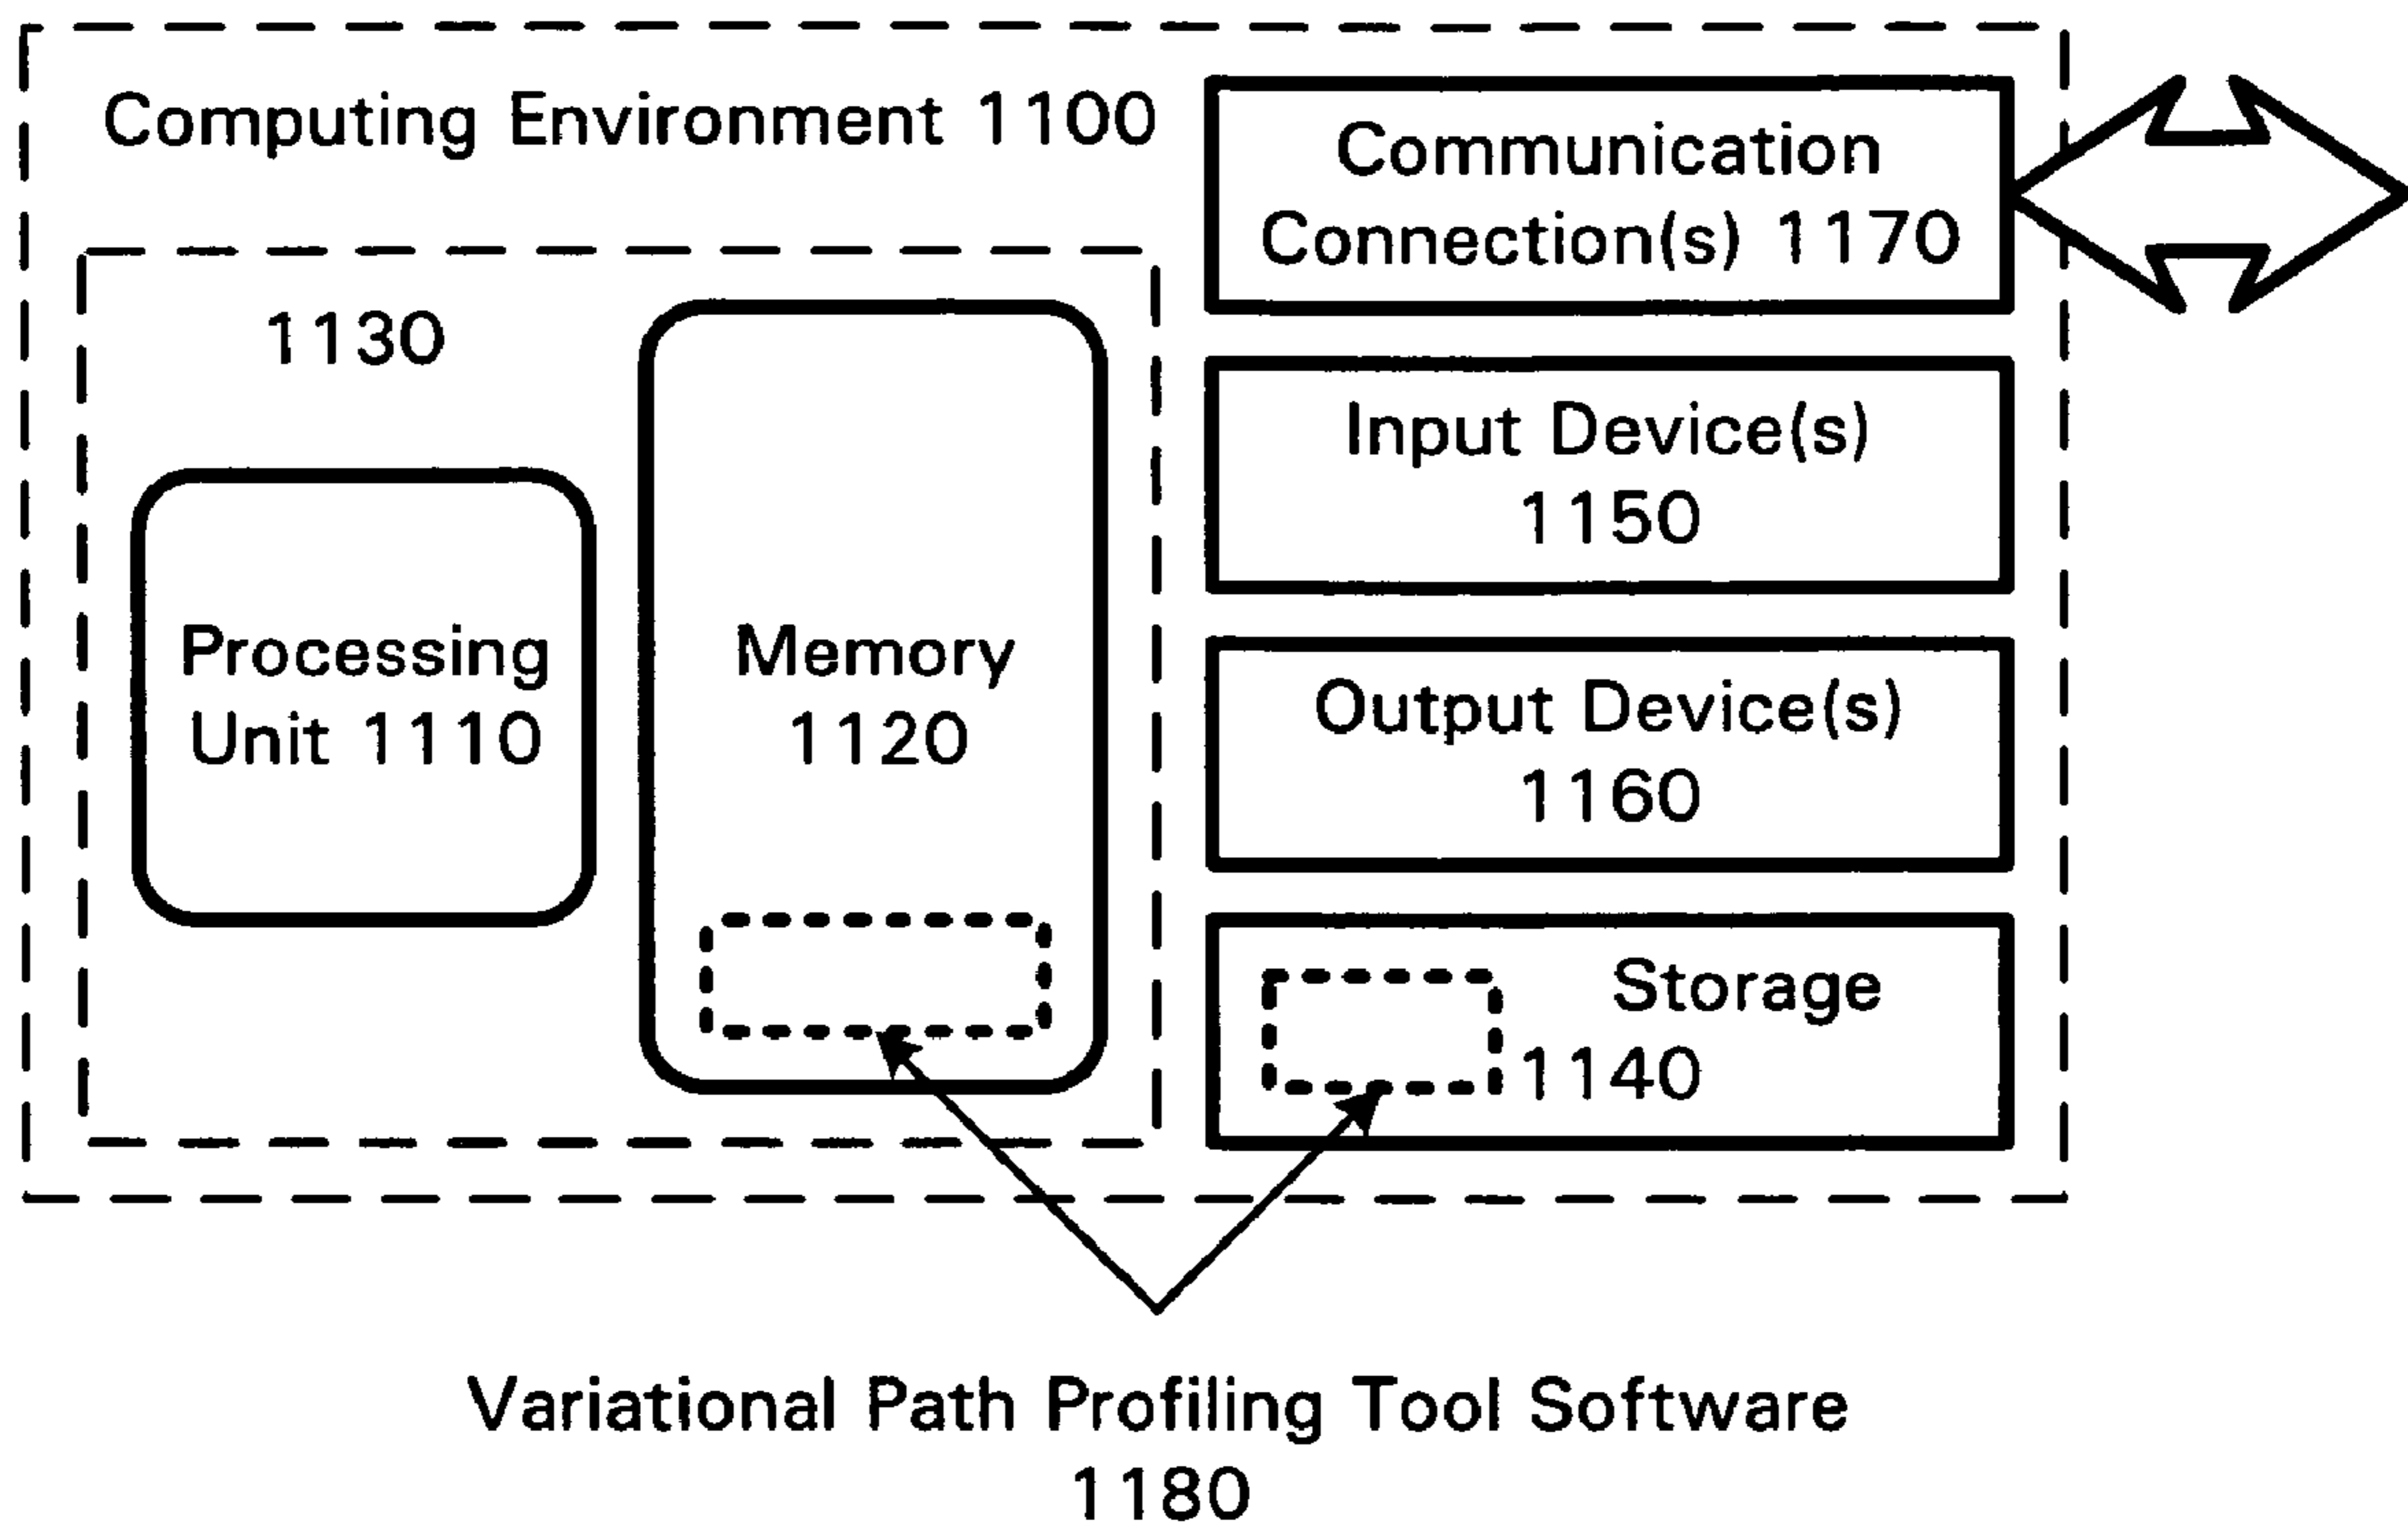 Computing Environment 1100
Communication
Connection(s) 1170
1130
Input Device(s)
1150
Processing
Unit 1110
Memory
1120
Output Device(s)
1160
Storage
1140
Variational Path Profiling Tool Software
1180